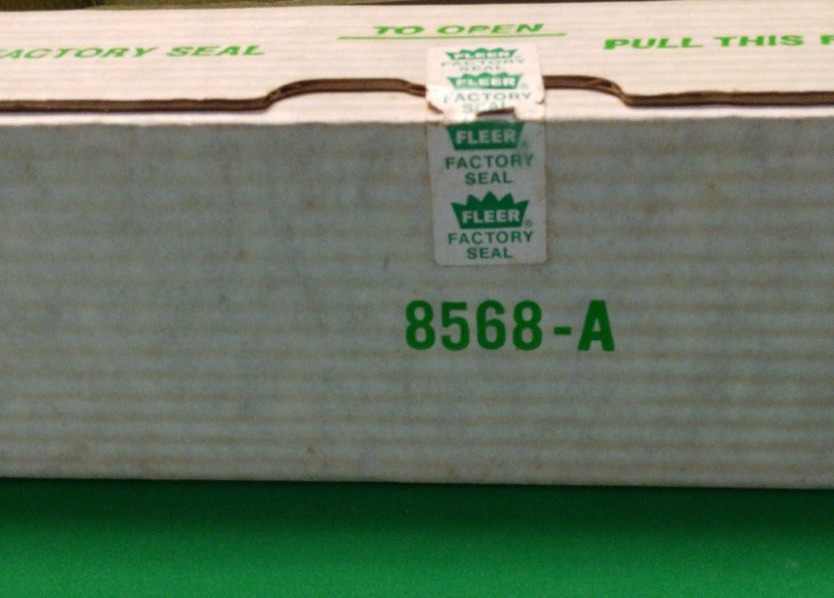 FACTORY SEAL
TO OPEN
PULL THIS
FLEER
FACTORY
SEAL
FLEER
FACTORY
SEAL
FLEER®
FACTORY
SEAL
FLEER®
FACTORY
SEAL
8568-A